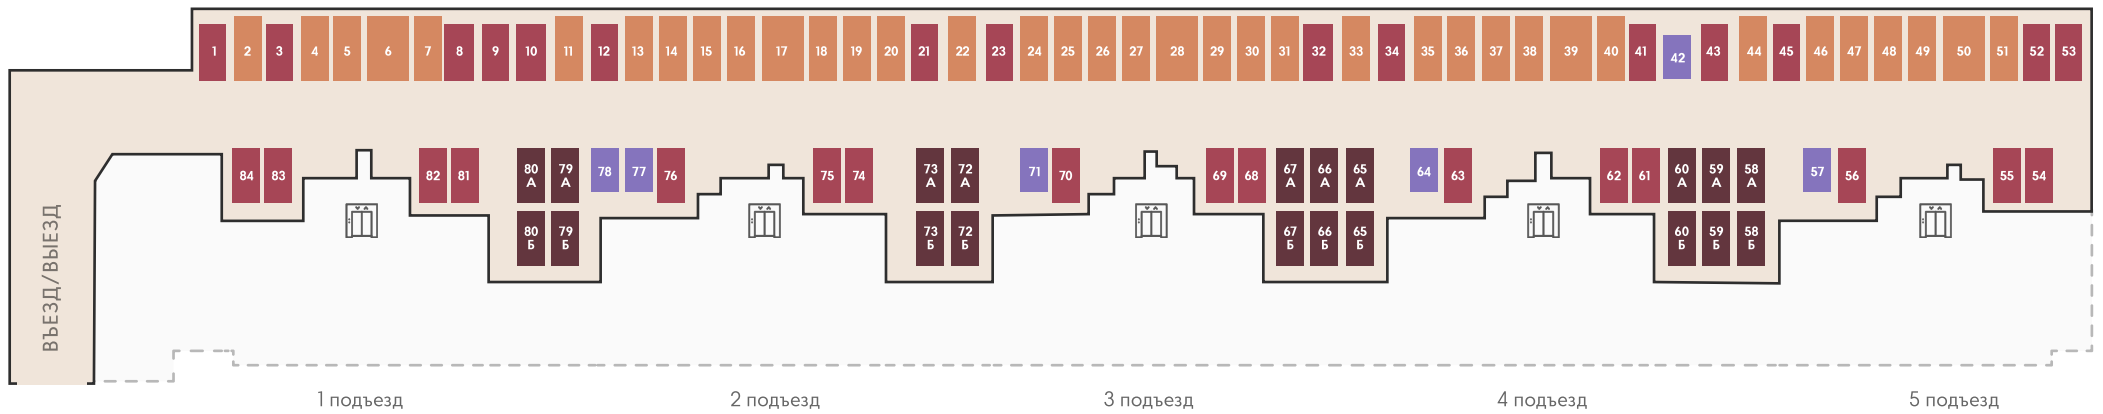 1 2 3 4 5 6 7 8 9 10 11 12 13 14 15 16 17 18 19 20 21 22 23 24 25 26 27 28 29 30 31 32 33 34 35 36 37 38 39 40 41 42 43 44 45 46 47 48 49 50 51 52 53
84 83 82 81 80 А 79 А 78 77 76 75 74 73 А 72 А 71 70 69 68 67 А 66 А 65 А 64 63 62 61 60 А 59 А 58 А 57 56 55 54
80 Б 79 Б 73 Б 72 Б 67 Б 66 Б 65 Б 60 Б 59 Б 58 Б
ВЪЕЗД/ВЫЕЗД
1 подъезд 2 подъезд 3 подъезд 4 подъезд 5 подъезд